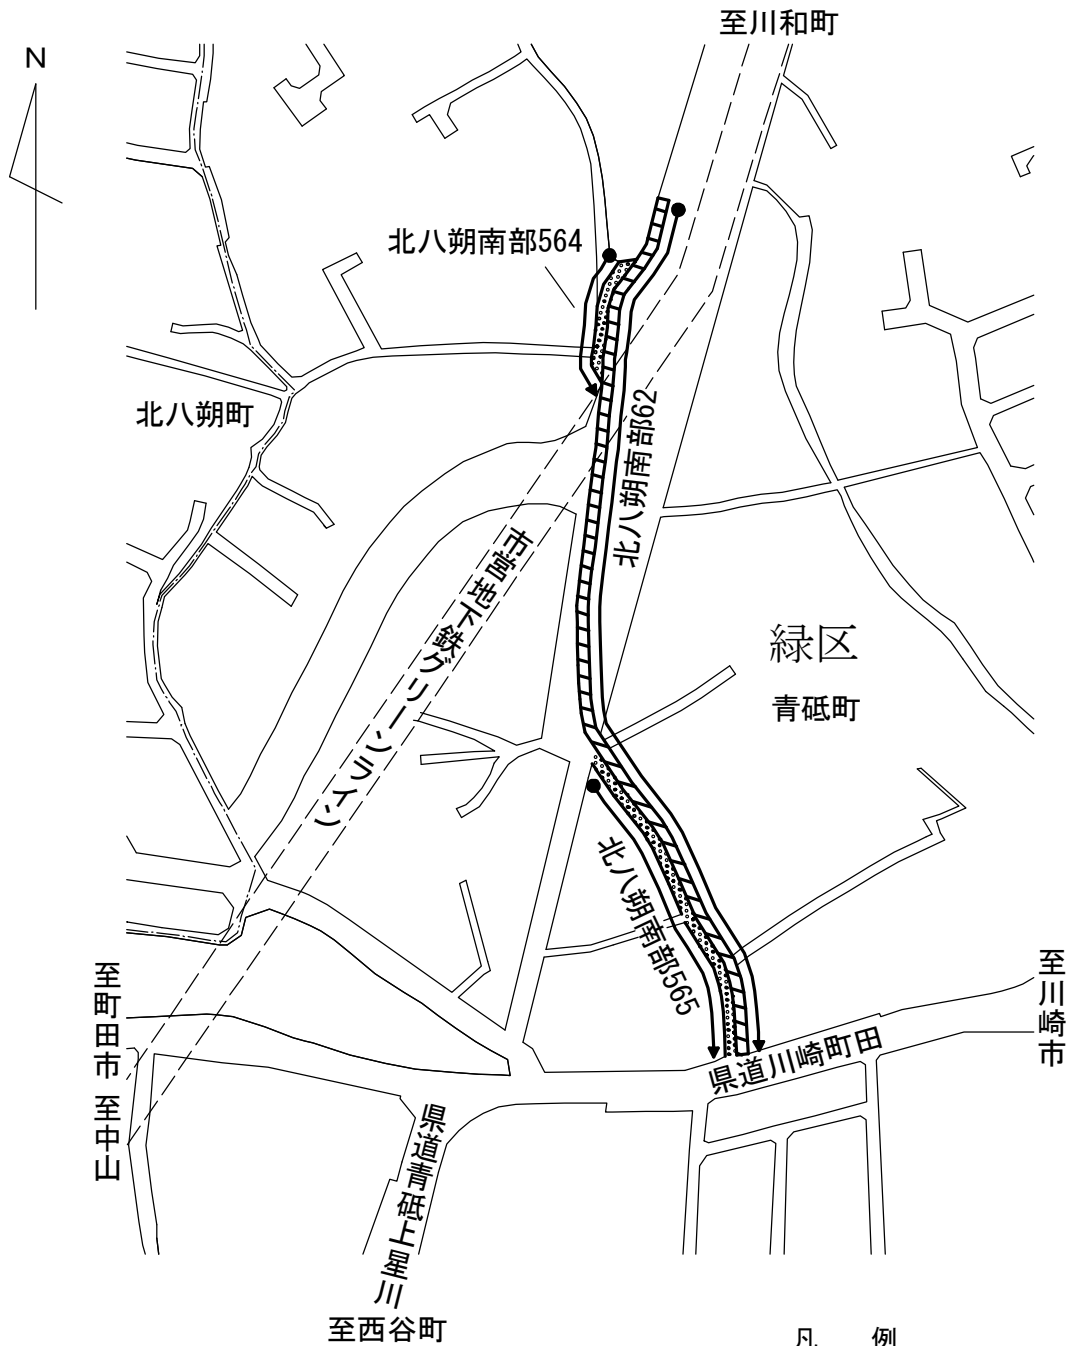 至川和町
N
北八朔南部564
北八朔町
北八朔南部62
市営地下鉄グリーンライン
緑区
青砥町
北八朔南部565
至町田市
至中山
至川崎市
県道川崎町田
県道青砥上星川
至西谷町
凡 例